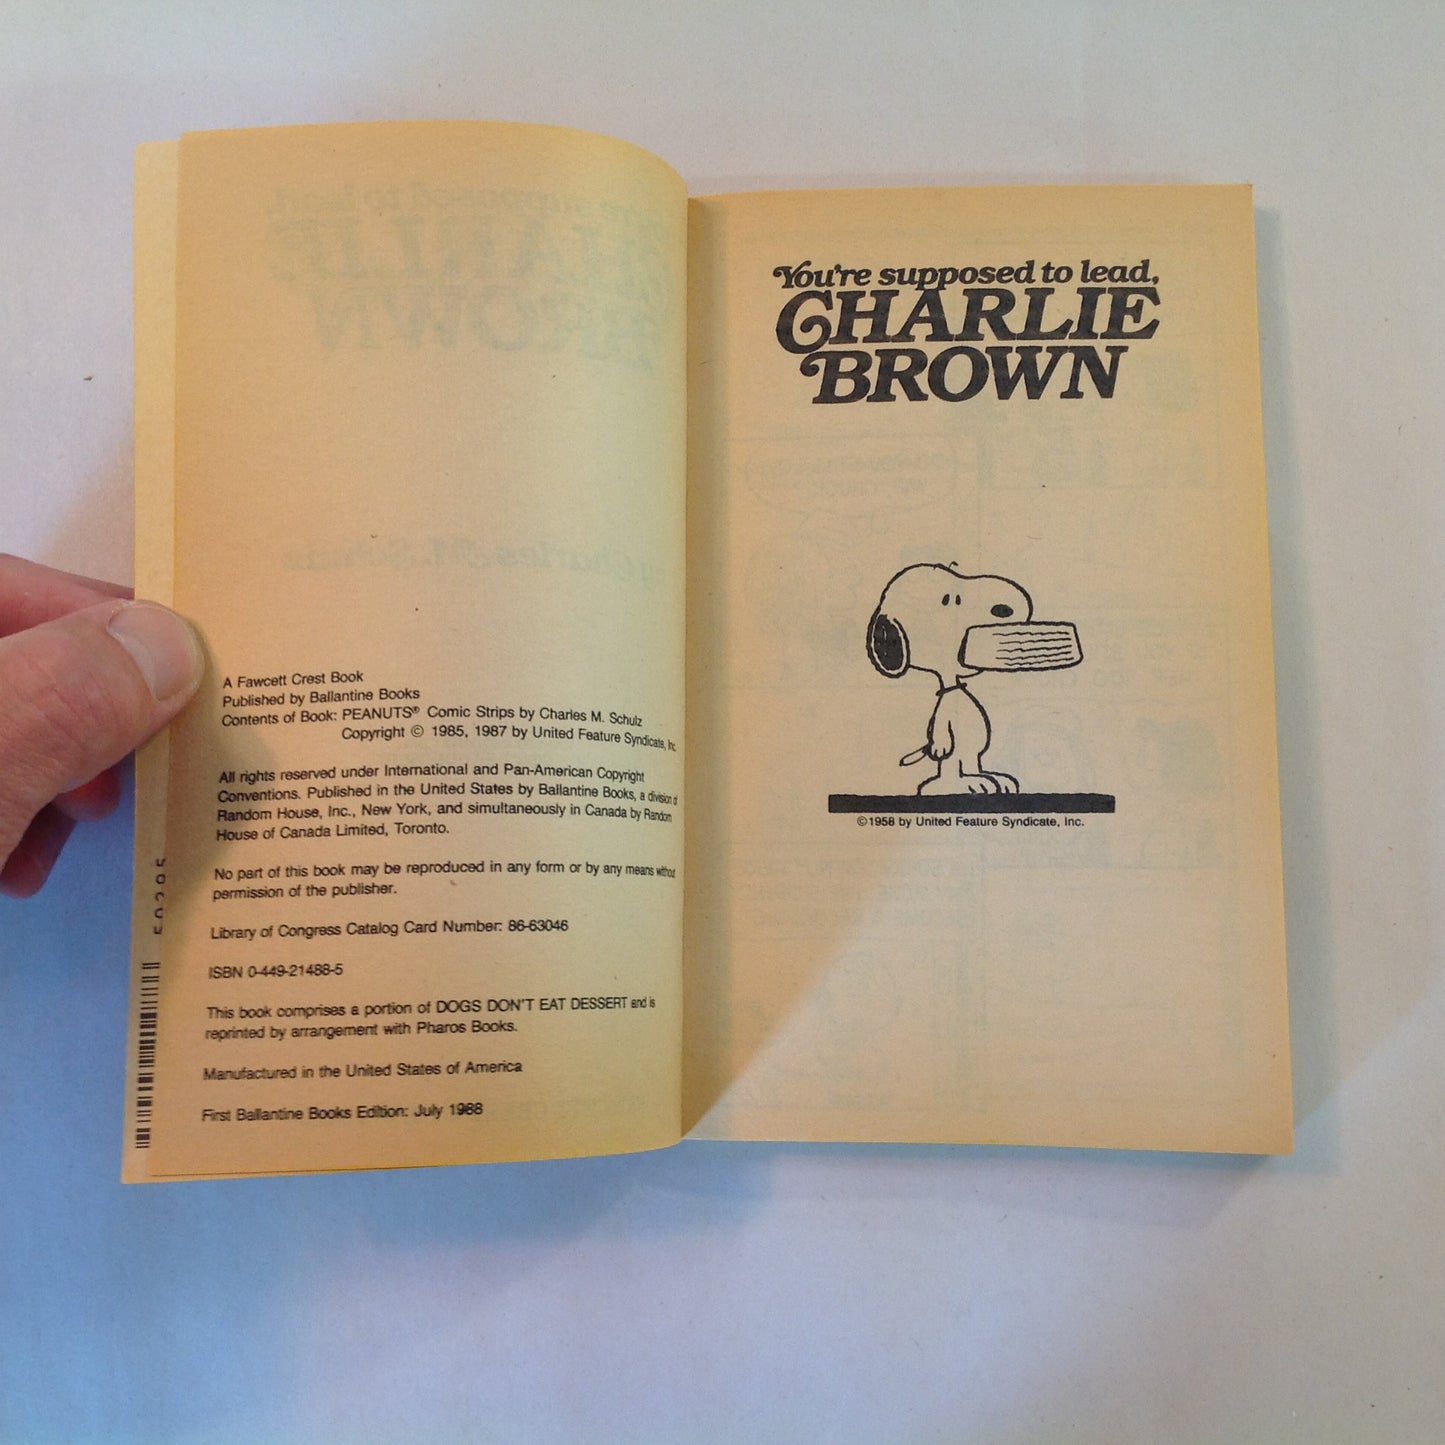 A Fawcett Crest Book
Published by Ballantine Books
Contents of Book: PEANUTS® Comic Strips by Charles M. Schulz
Copyright © 1985, 1987 by United Feature Syndicate, Inc.
All rights reserved under International and Pan-American Copyright
Conventions. Published in the United States by Ballantine Books, a division of
Random House, Inc., New York, and simultaneously in Canada by Random
House of Canada Limited, Toronto.
No part of this book may be reproduced in any form or by any means without
permission of the publisher.
Library of Congress Catalog Card Number: 86-63046
ISBN 0-449-21488-5
This book comprises a portion of DOGS DON'T EAT DESSERT and is
reprinted by arrangement with Pharos Books.
Manufactured in the United States of America
First Ballantine Books Edition: July 1988
You're supposed to lead,
CHARLIE
BROWN
©1958 by United Feature Syndicate, Inc.